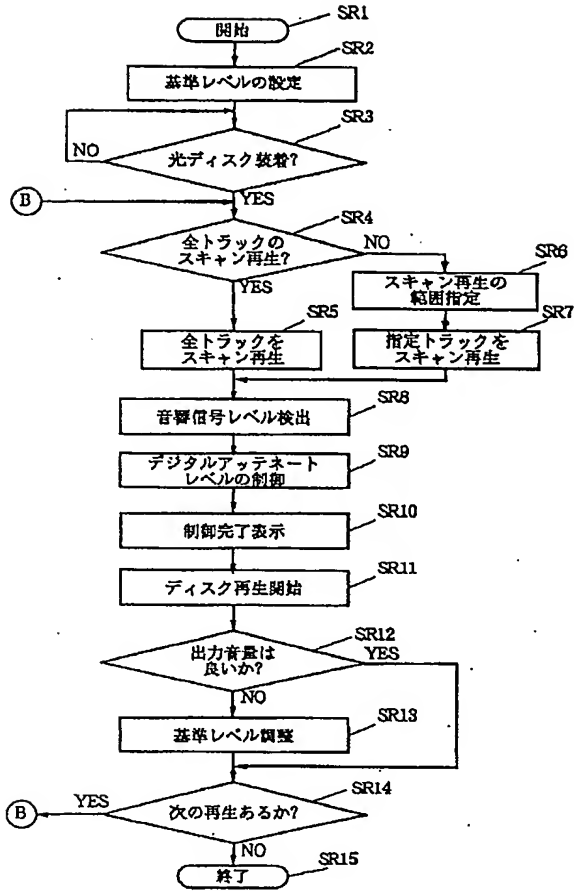 開始
SR1
基準レベルの設定
SR2
光ディスク装着?
SR3
NO
YES
B
全トラックの
スキャン再生?
SR4
NO
YES
スキャン再生の
範囲指定
SR6
全トラックを
スキャン再生
SR5
指定トラックを
スキャン再生
SR7
音響信号レベル検出
SR8
デジタルアッテネート
レベルの制御
SR9
制御完了表示
SR10
ディスク再生開始
SR11
出力音量は
良いか?
SR12
YES
NO
基準レベル調整
SR13
次の再生あるか?
SR14
YES
B
NO
終了
SR15